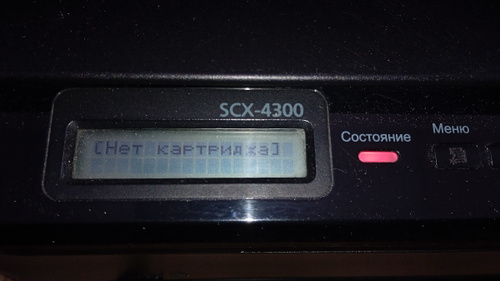 SCX-4300
[Нет картриджа]
Состояние
Меню